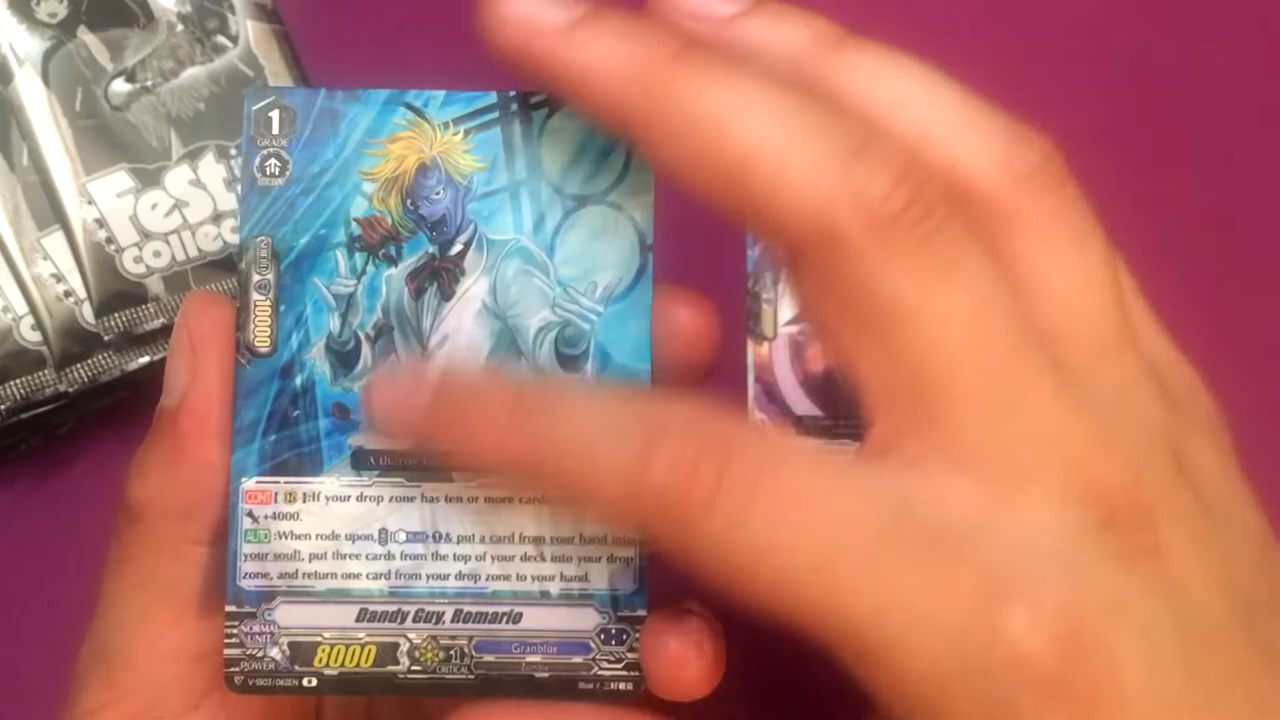 FeSt
collec
1
GRADE
10000
A thorny
CONT [ ]:If your drop zone has ten or more card
+4000.
AUTO :When rode upon, 1 & put a card from your hand into
your soul], put three cards from the top of your deck into your drop
zone, and return one card from your drop zone to your hand.
Dandy Guy, Romario
NORMAL
UNIT
POWER
8000
1
CRITICAL
Granblue
Zombie
V-SS03/062EN